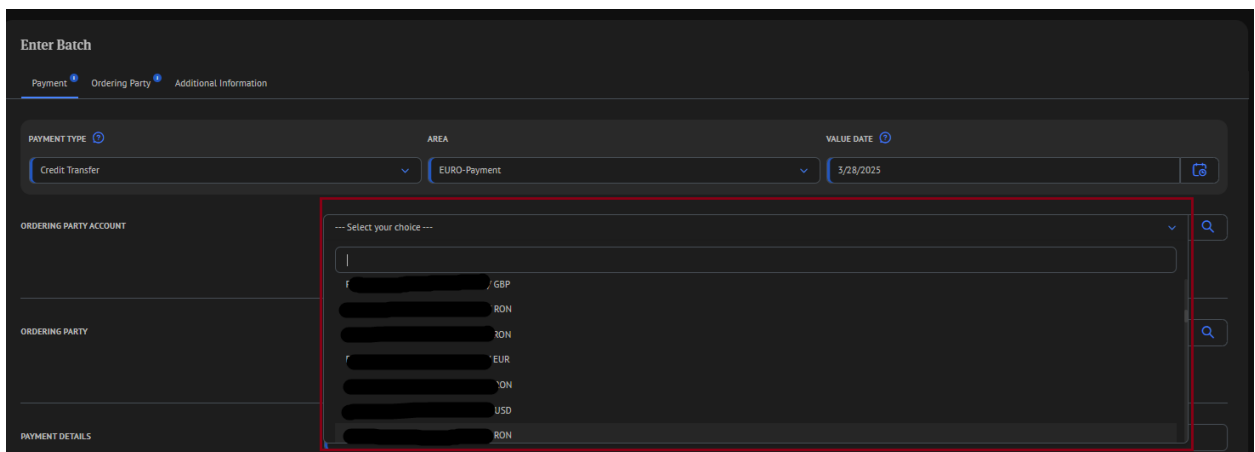 Enter Batch
Payment Ordering Party Additional Information
PAYMENT TYPE AREA VALUE DATE
Credit Transfer EURO-Payment 3/28/2025
ORDERING PARTY ACCOUNT
--- Select your choice ---
/ GBP
RON
RON
EUR
RON
USD
RON
ORDERING PARTY
PAYMENT DETAILS